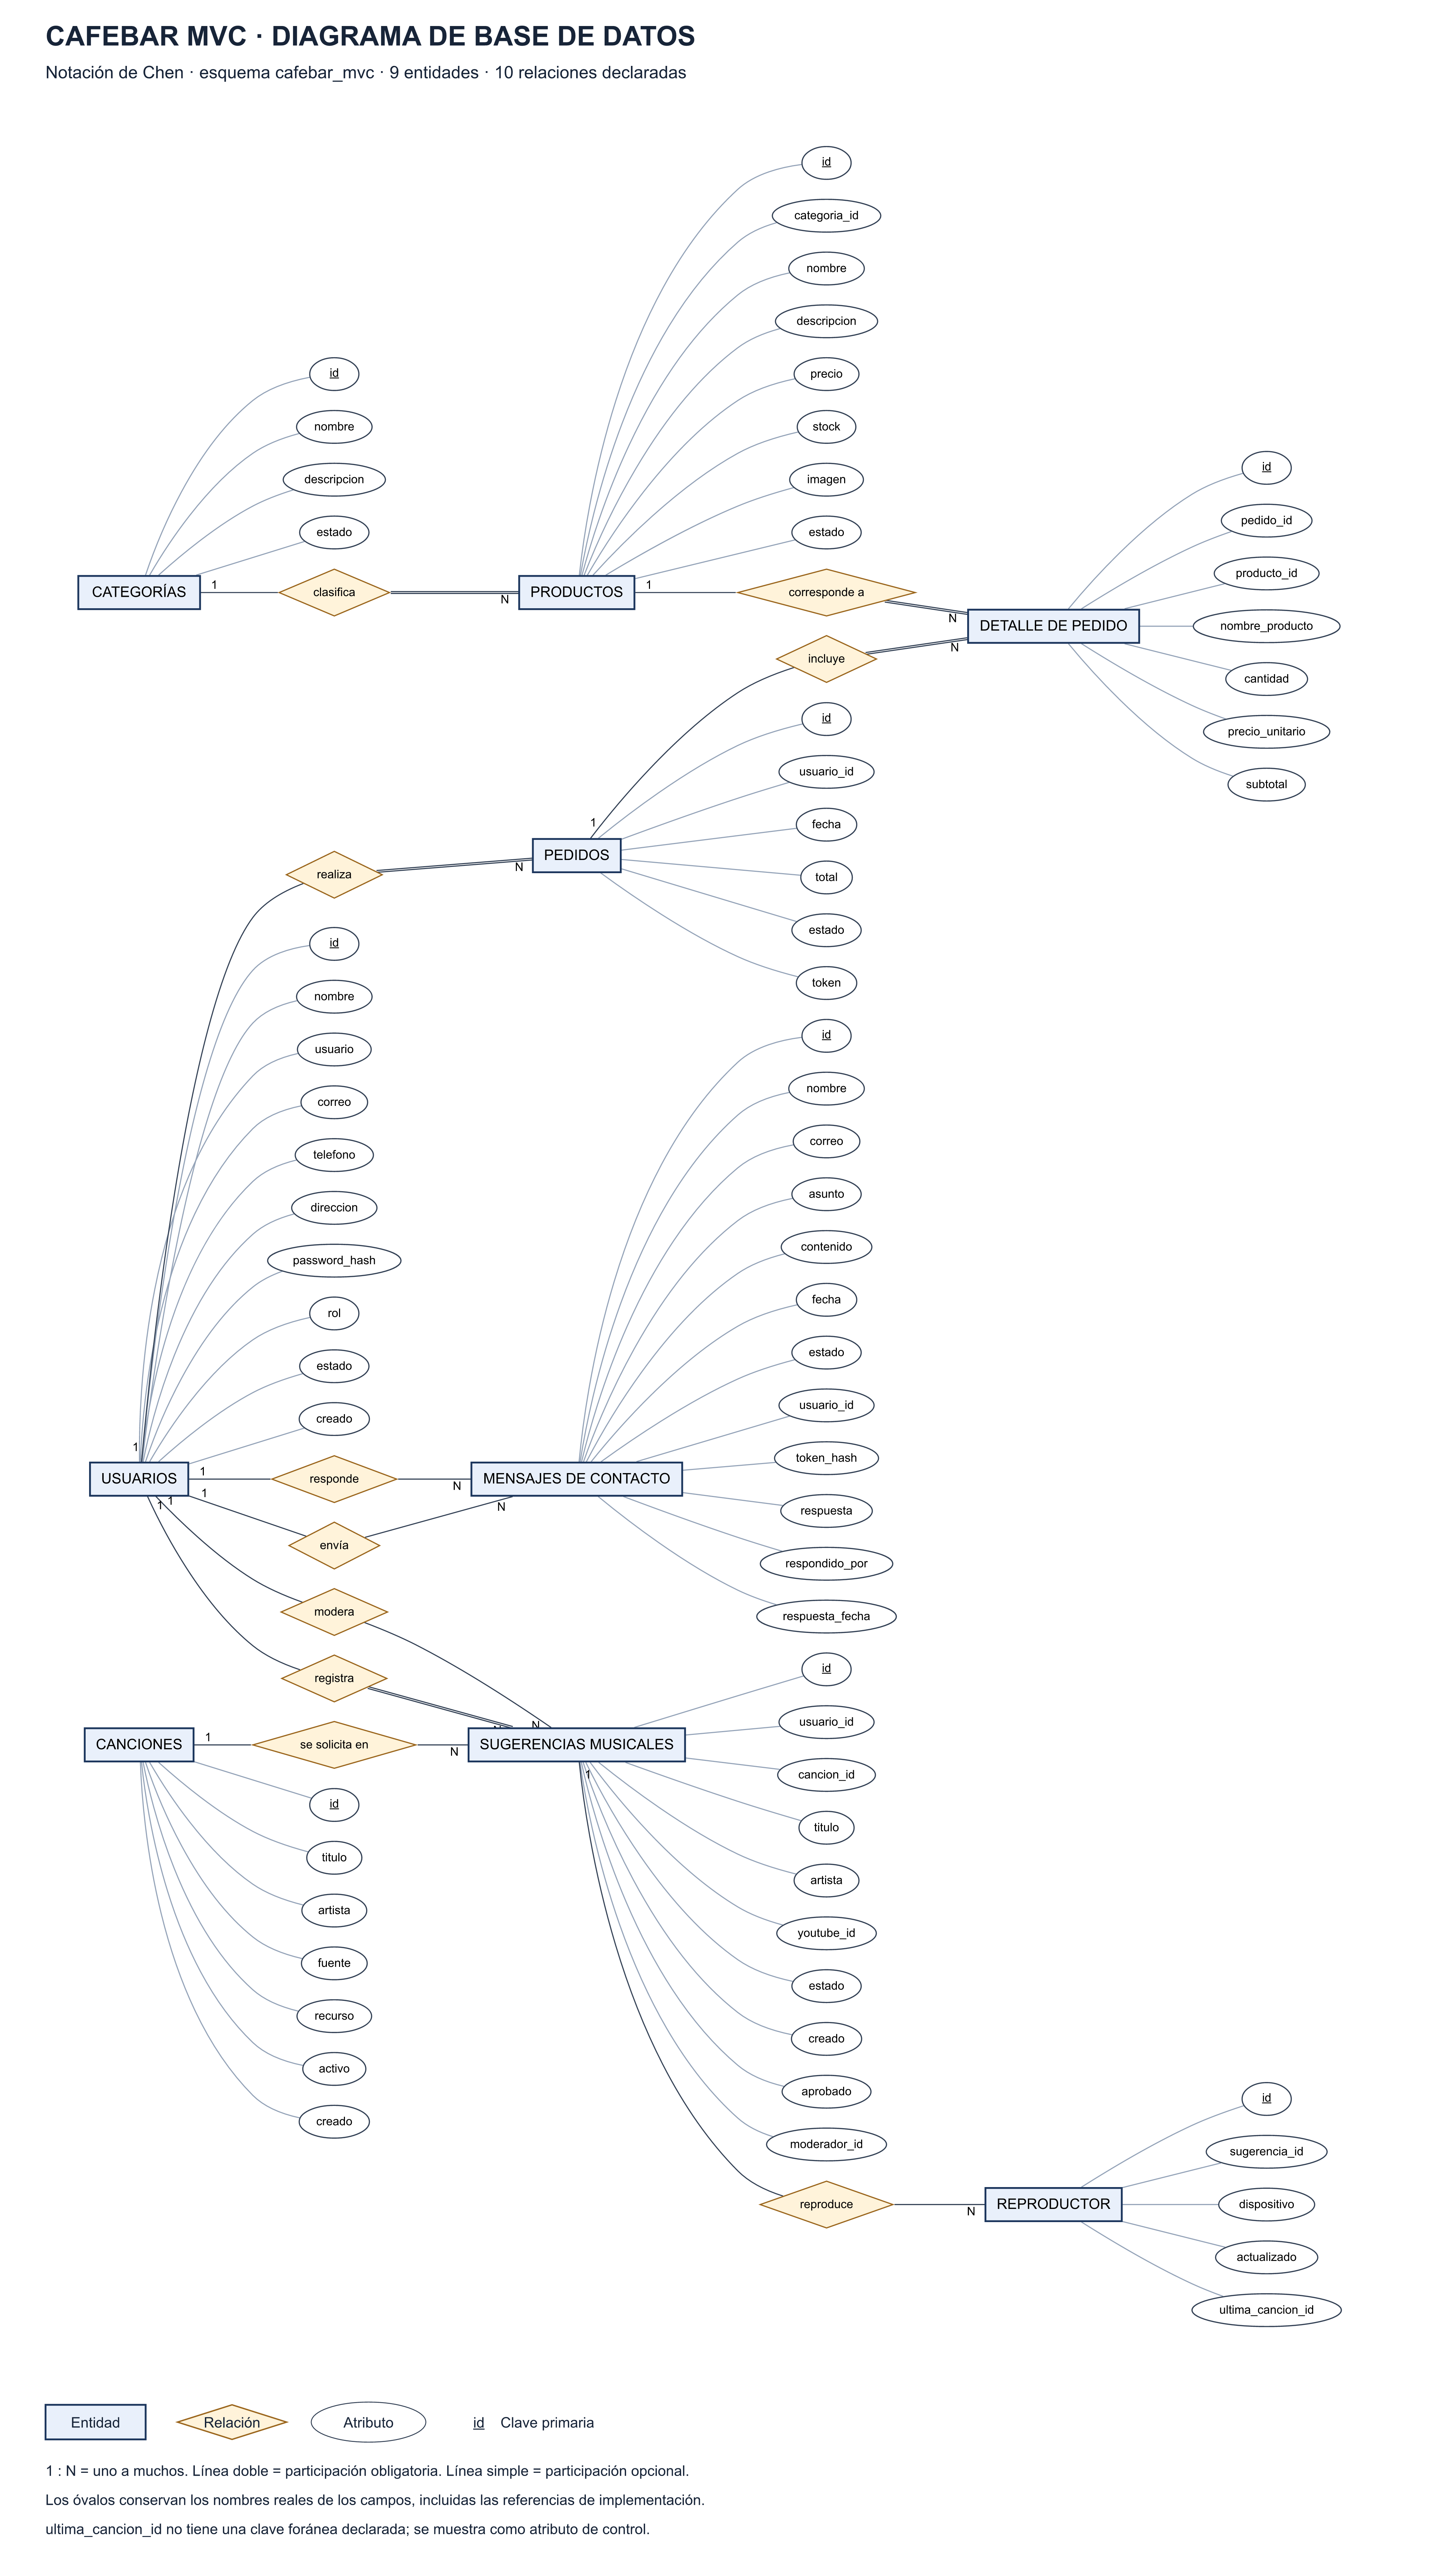 CAFEBAR MVC · DIAGRAMA DE BASE DE DATOS
Notación de Chen · esquema cafebar_mvc · 9 entidades · 10 relaciones declaradas
id
categoria_id
nombre
descripcion
precio
stock
imagen
estado
id
nombre
descripcion
estado
CATEGORÍAS
1
clasifica
N
PRODUCTOS
1
corresponde a
N
id
pedido_id
producto_id
DETALLE DE PEDIDO
nombre_producto
cantidad
precio_unitario
subtotal
incluye
N
1
id
usuario_id
fecha
total
estado
token
PEDIDOS
N
realiza
1
id
nombre
usuario
correo
telefono
direccion
password_hash
rol
estado
creado
id
nombre
correo
asunto
contenido
fecha
estado
usuario_id
token_hash
respuesta
respondido_por
respuesta_fecha
USUARIOS
1
responde
N
MENSAJES DE CONTACTO
1
envía
N
1
modera
N
1
registra
CANCIONES
1
se solicita en
N
SUGERENCIAS MUSICALES
1
id
usuario_id
cancion_id
titulo
artista
youtube_id
estado
creado
aprobado
moderador_id
id
titulo
artista
fuente
recurso
activo
creado
reproduce
N
REPRODUCTOR
id
sugerencia_id
dispositivo
actualizado
ultima_cancion_id
Entidad
Relación
Atributo
id Clave primaria
1 : N = uno a muchos. Línea doble = participación obligatoria. Línea simple = participación opcional.
Los óvalos conservan los nombres reales de los campos, incluidas las referencias de implementación.
ultima_cancion_id no tiene una clave foránea declarada; se muestra como atributo de control.